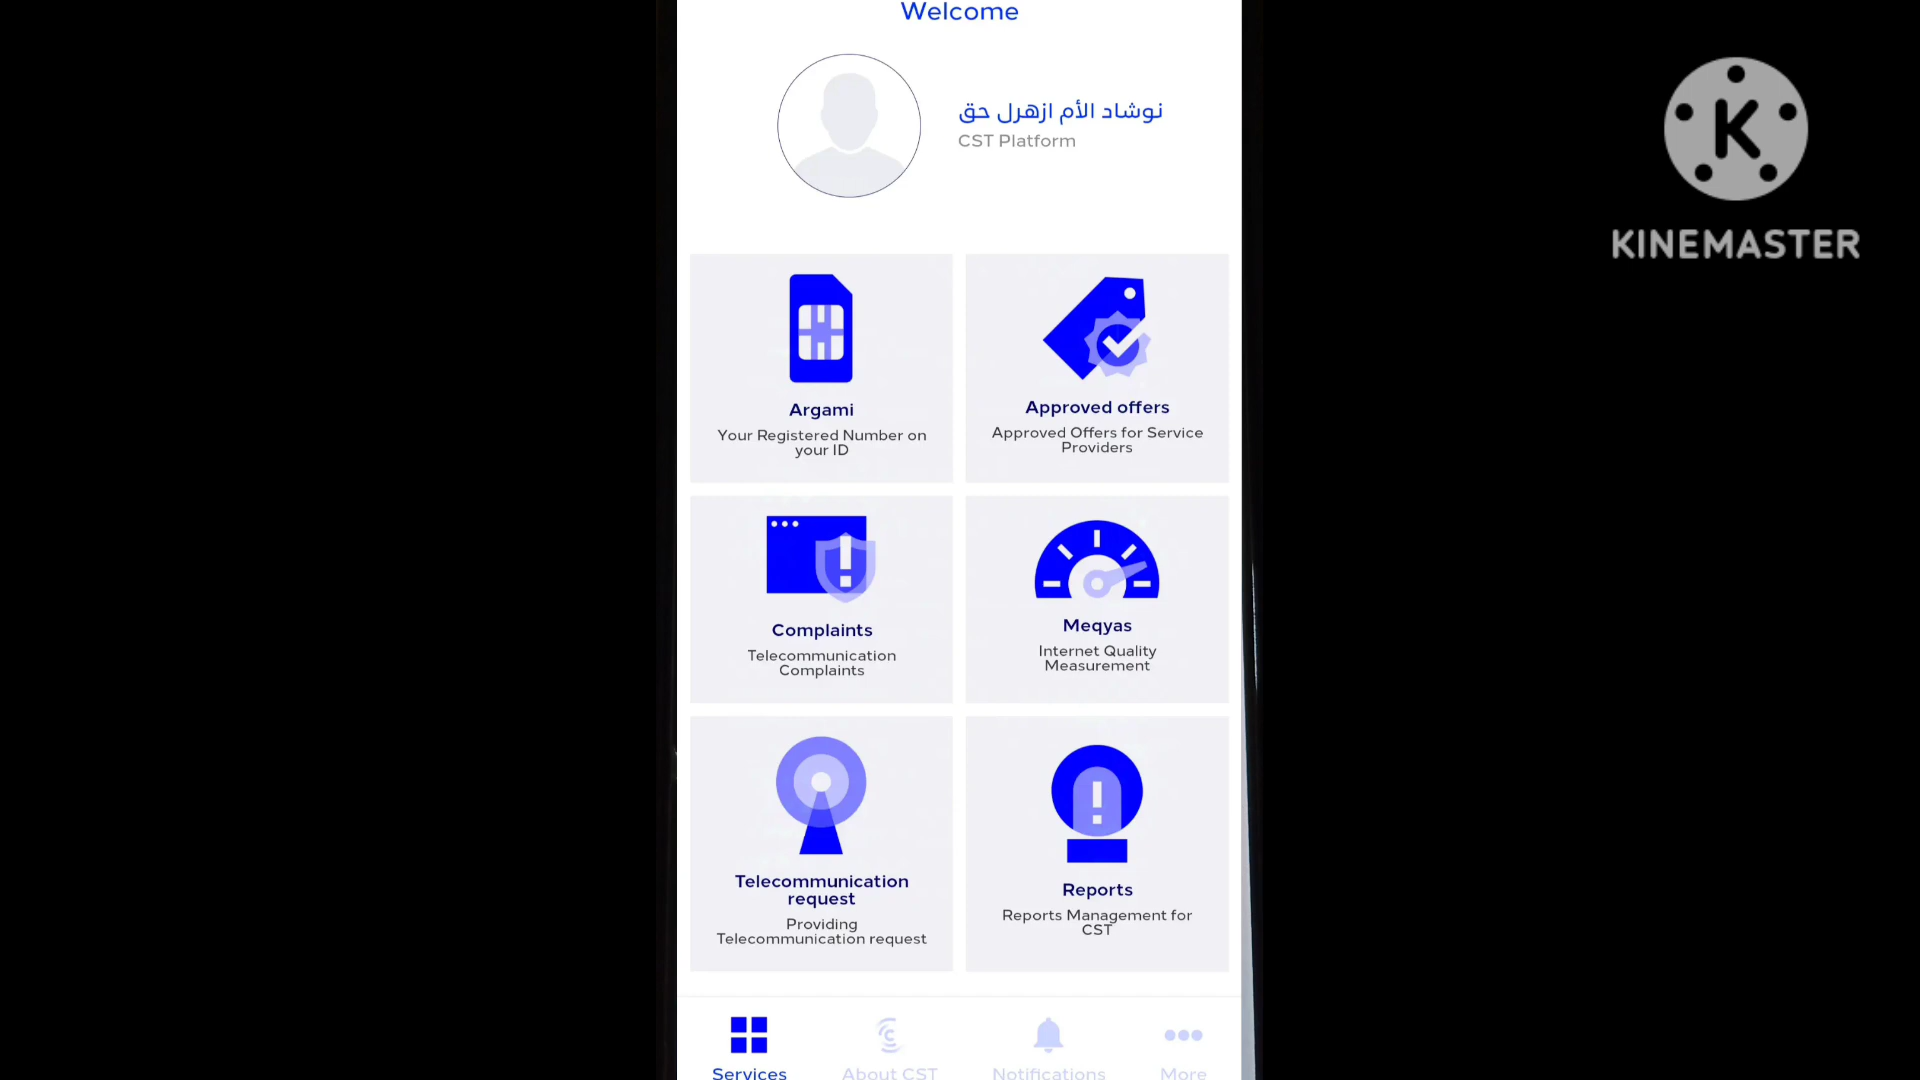 Welcome
نوشاد الأم ازهرل حق
CST Platform
K
KINEMASTER
Argami
Your Registered Number on
your ID
Approved offers
Approved Offers for Service
Providers
Complaints
Telecommunication
Complaints
Meqyas
Internet Quality
Measurement
Telecommunication
request
Providing
Telecommunication request
Reports
Reports Management for
CST
Services
About CST
Notifications
More